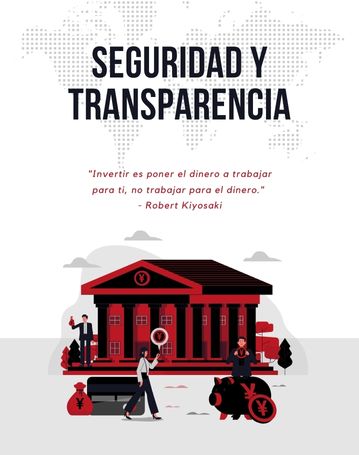 SEGURIDAD Y
TRANSPARENCIA
"Invertir es poner el dinero a trabajar
para ti, no trabajar para el dinero."
- Robert Kiyosaki
¥
¥
¥
¥
¥